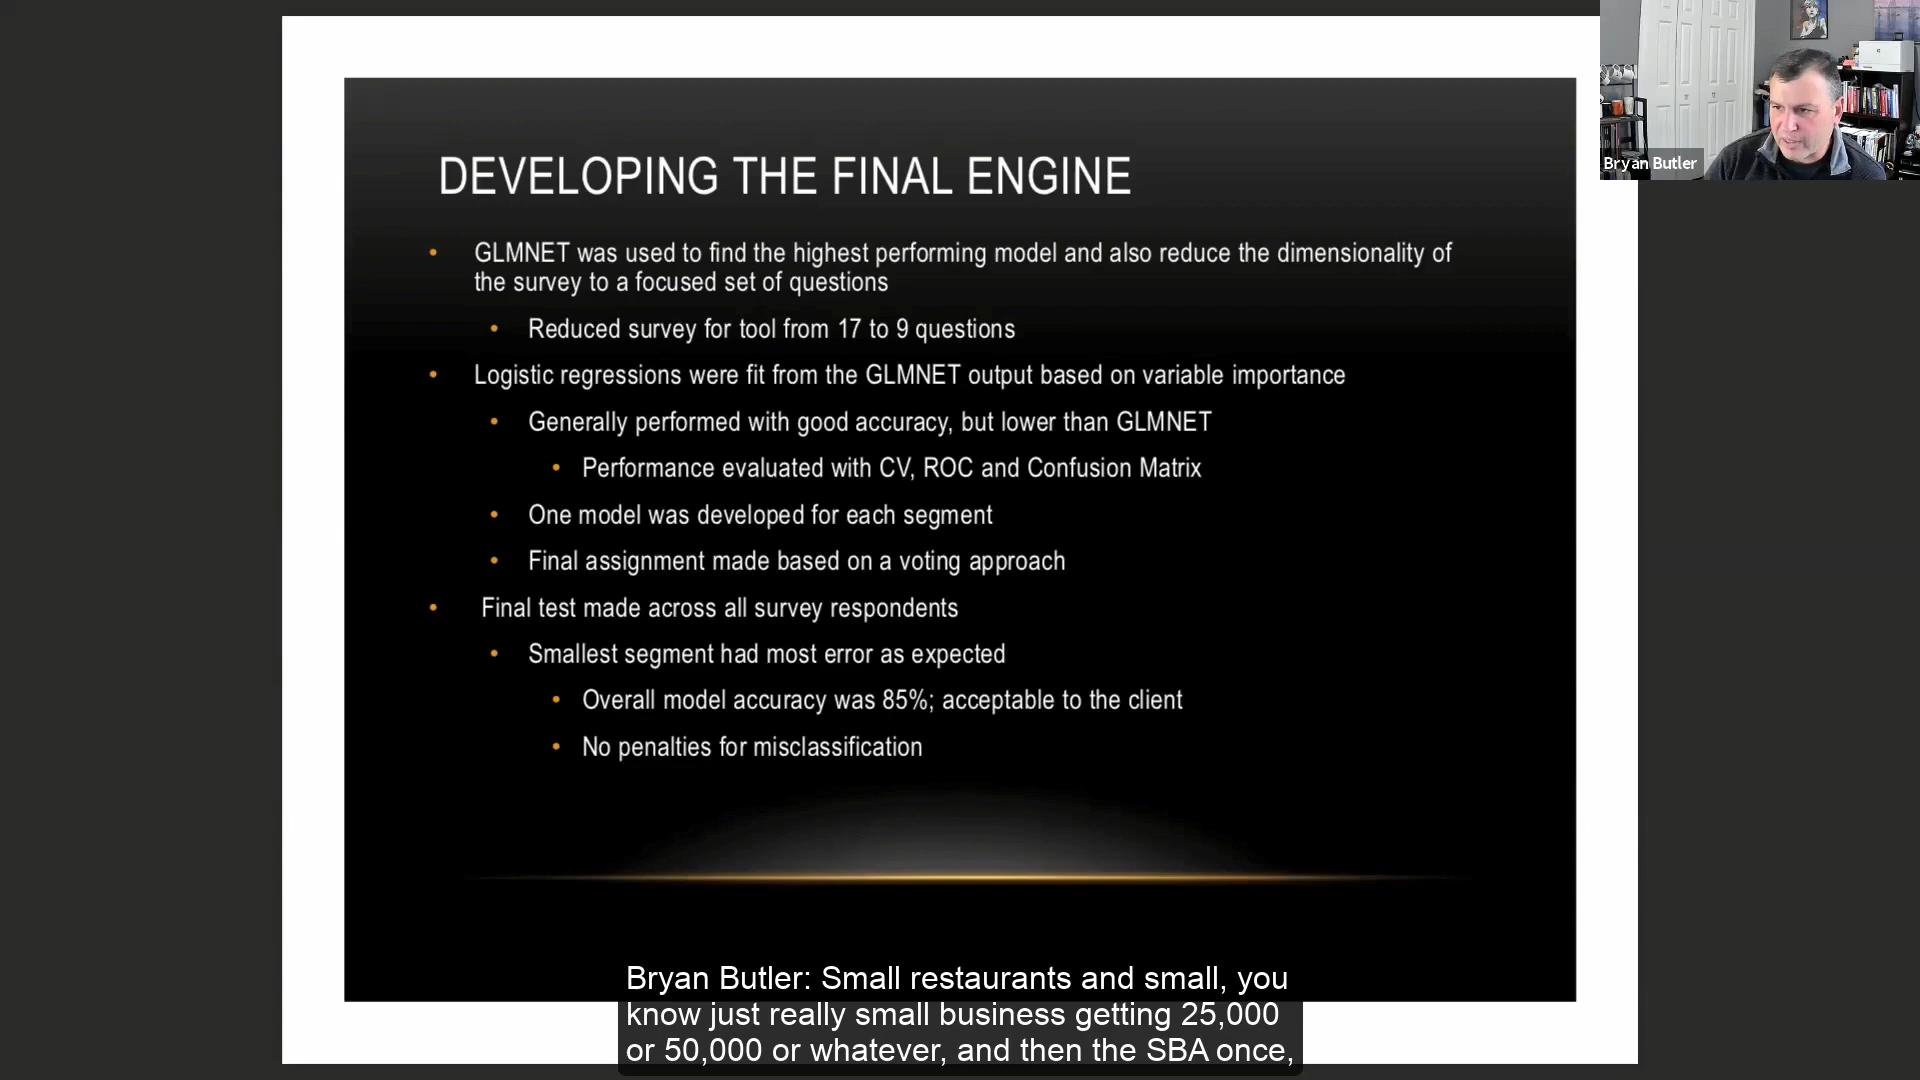 DEVELOPING THE FINAL ENGINE
• GLMNET was used to find the highest performing model and also reduce the dimensionality of
the survey to a focused set of questions
• Reduced survey for tool from 17 to 9 questions
• Logistic regressions were fit from the GLMNET output based on variable importance
• Generally performed with good accuracy, but lower than GLMNET
• Performance evaluated with CV, ROC and Confusion Matrix
• One model was developed for each segment
• Final assignment made based on a voting approach
• Final test made across all survey respondents
• Smallest segment had most error as expected
• Overall model accuracy was 85%; acceptable to the client
• No penalties for misclassification
Bryan Butler
Bryan Butler: Small restaurants and small, you
know just really small business getting 25,000
or 50,000 or whatever, and then the SBA once,